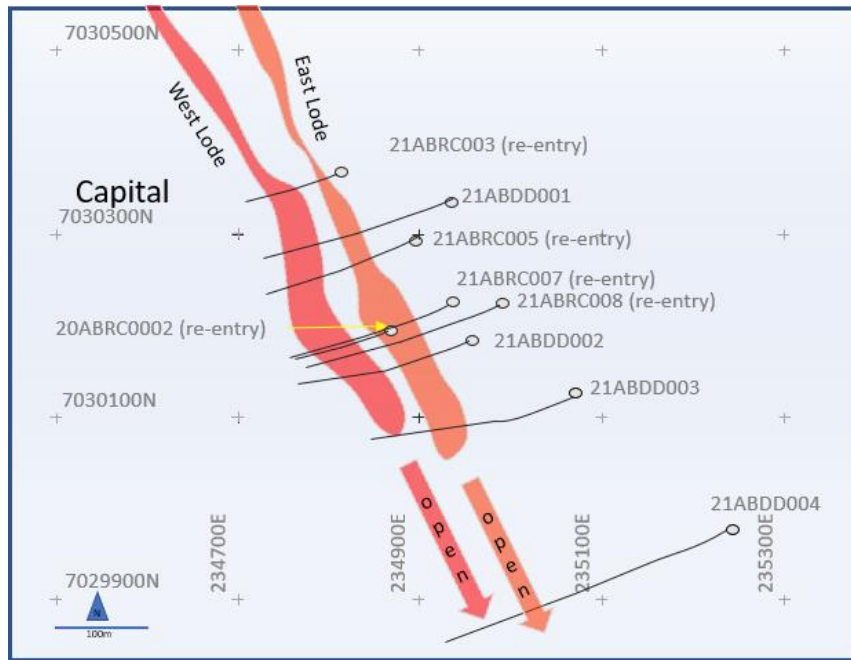 7030500N
West Lode
East Lode
21ABRC003 (re-entry)
Capital
21ABDD001
7030300N
21ABRC005 (re-entry)
21ABRC007 (re-entry)
21ABRC008 (re-entry)
20ABRC0002 (re-entry)
21ABDD002
21ABDD003
7030100N
open
open
21ABDD004
234700E
234900E
235100E
235300E
7029900N
N
100m